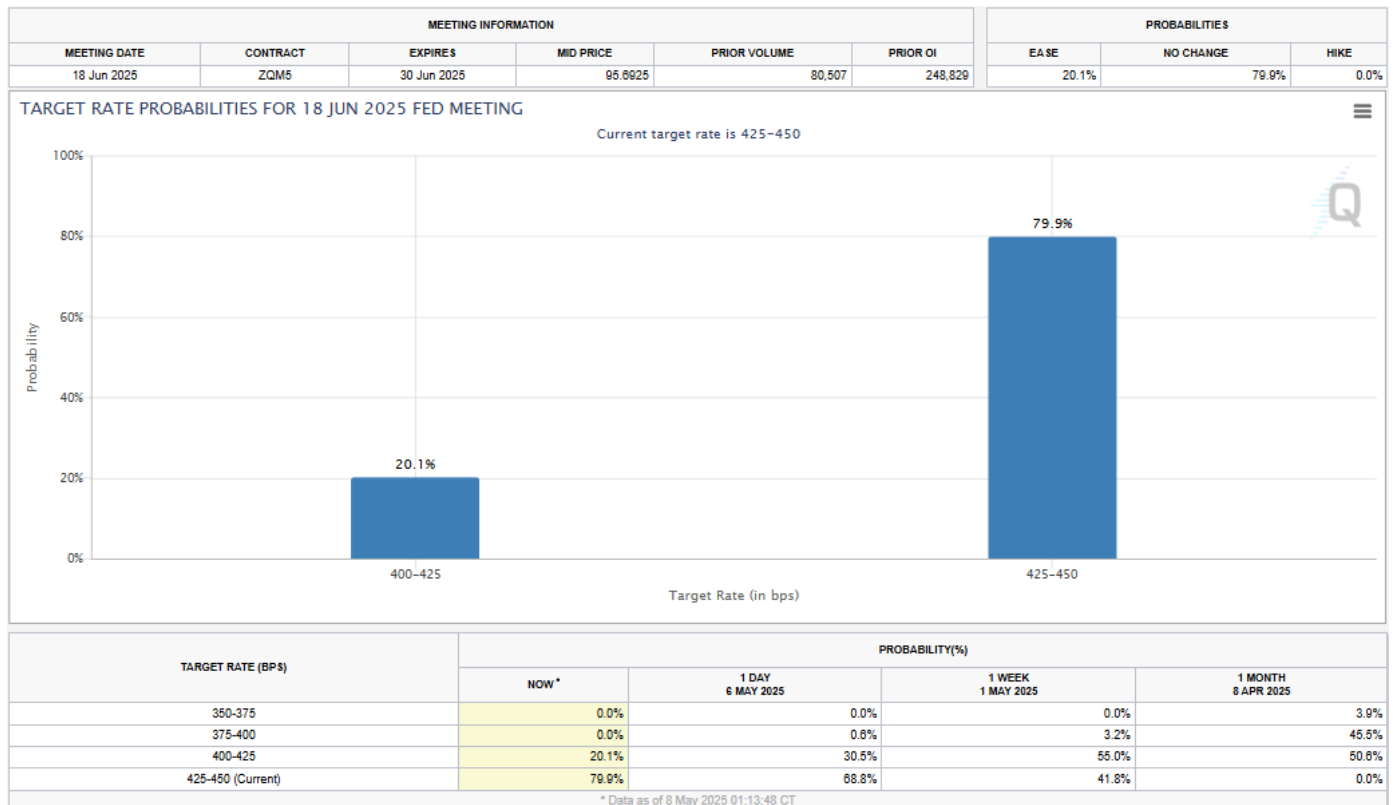 MEETING INFORMATION
MEETING DATE CONTRACT EXPIRES MID PRICE PRIOR VOLUME PRIOR OI
18 Jun 2025 ZQM5 30 Jun 2025 95.6925 80,507 248,829
PROBABILITIES
EASE NO CHANGE HIKE
20.1% 79.9% 0.0%
TARGET RATE PROBABILITIES FOR 18 JUN 2025 FED MEETING
Current target rate is 425-450
100%
80%
60%
40%
20%
0%
Probability
Q
79.9%
20.1%
400-425 425-450
Target Rate (in bps)
TARGET RATE (BPS) PROBABILITY(%)
NOW * 1 DAY 1 WEEK 1 MONTH
6 MAY 2025 1 MAY 2025 8 APR 2025
350-375 0.0% 0.0% 0.0% 3.9%
375-400 0.0% 0.6% 3.2% 45.5%
400-425 20.1% 30.5% 55.0% 50.6%
425-450 (Current) 79.9% 68.8% 41.8% 0.0%
* Data as of 8 May 2025 01:13:48 CT